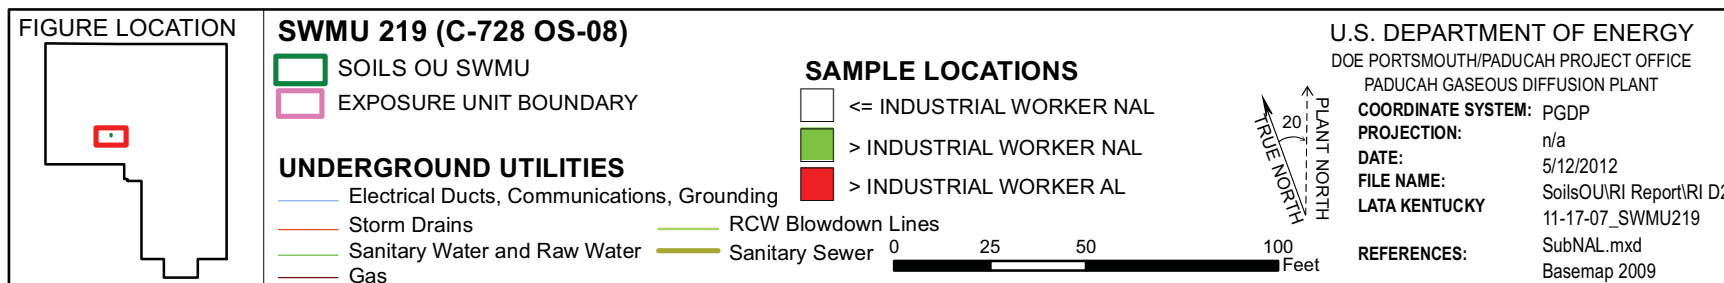 FIGURE LOCATION
SWMU 219 (C-728 OS-08)
SOILS OU SWMU
EXPOSURE UNIT BOUNDARY
UNDERGROUND UTILITIES
Electrical Ducts, Communications, Grounding
Storm Drains
Sanitary Water and Raw Water
Gas
RCW Blowdown Lines
Sanitary Sewer
SAMPLE LOCATIONS
<= INDUSTRIAL WORKER NAL
> INDUSTRIAL WORKER NAL
> INDUSTRIAL WORKER AL
0 25 50 100
Feet
TRUE NORTH
20
PLANT NORTH
U.S. DEPARTMENT OF ENERGY
DOE PORTSMOUTH/PADUCAH PROJECT OFFICE
PADUCAH GASEOUS DIFFUSION PLANT
COORDINATE SYSTEM: PGDP
PROJECTION: n/a
DATE: 5/12/2012
FILE NAME: SoilsOU\RI Report\RI D2
LATA KENTUCKY 11-17-07_SWMU219
SubNAL.mxd
REFERENCES: Basemap 2009